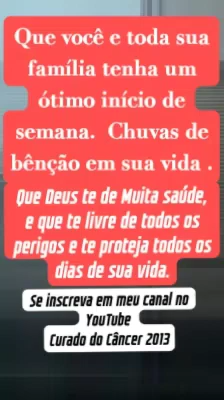 Que você e toda sua
família tenha um
ótimo início de
semana.  Chuvas de
bênção em sua vida .
Que Deus te de Muita saúde,
e que te livre de todos os
perigos e te proteja todos os
dias de sua vida.
Se inscreva em meu canal no
YouTube
Curado do Câncer 2013